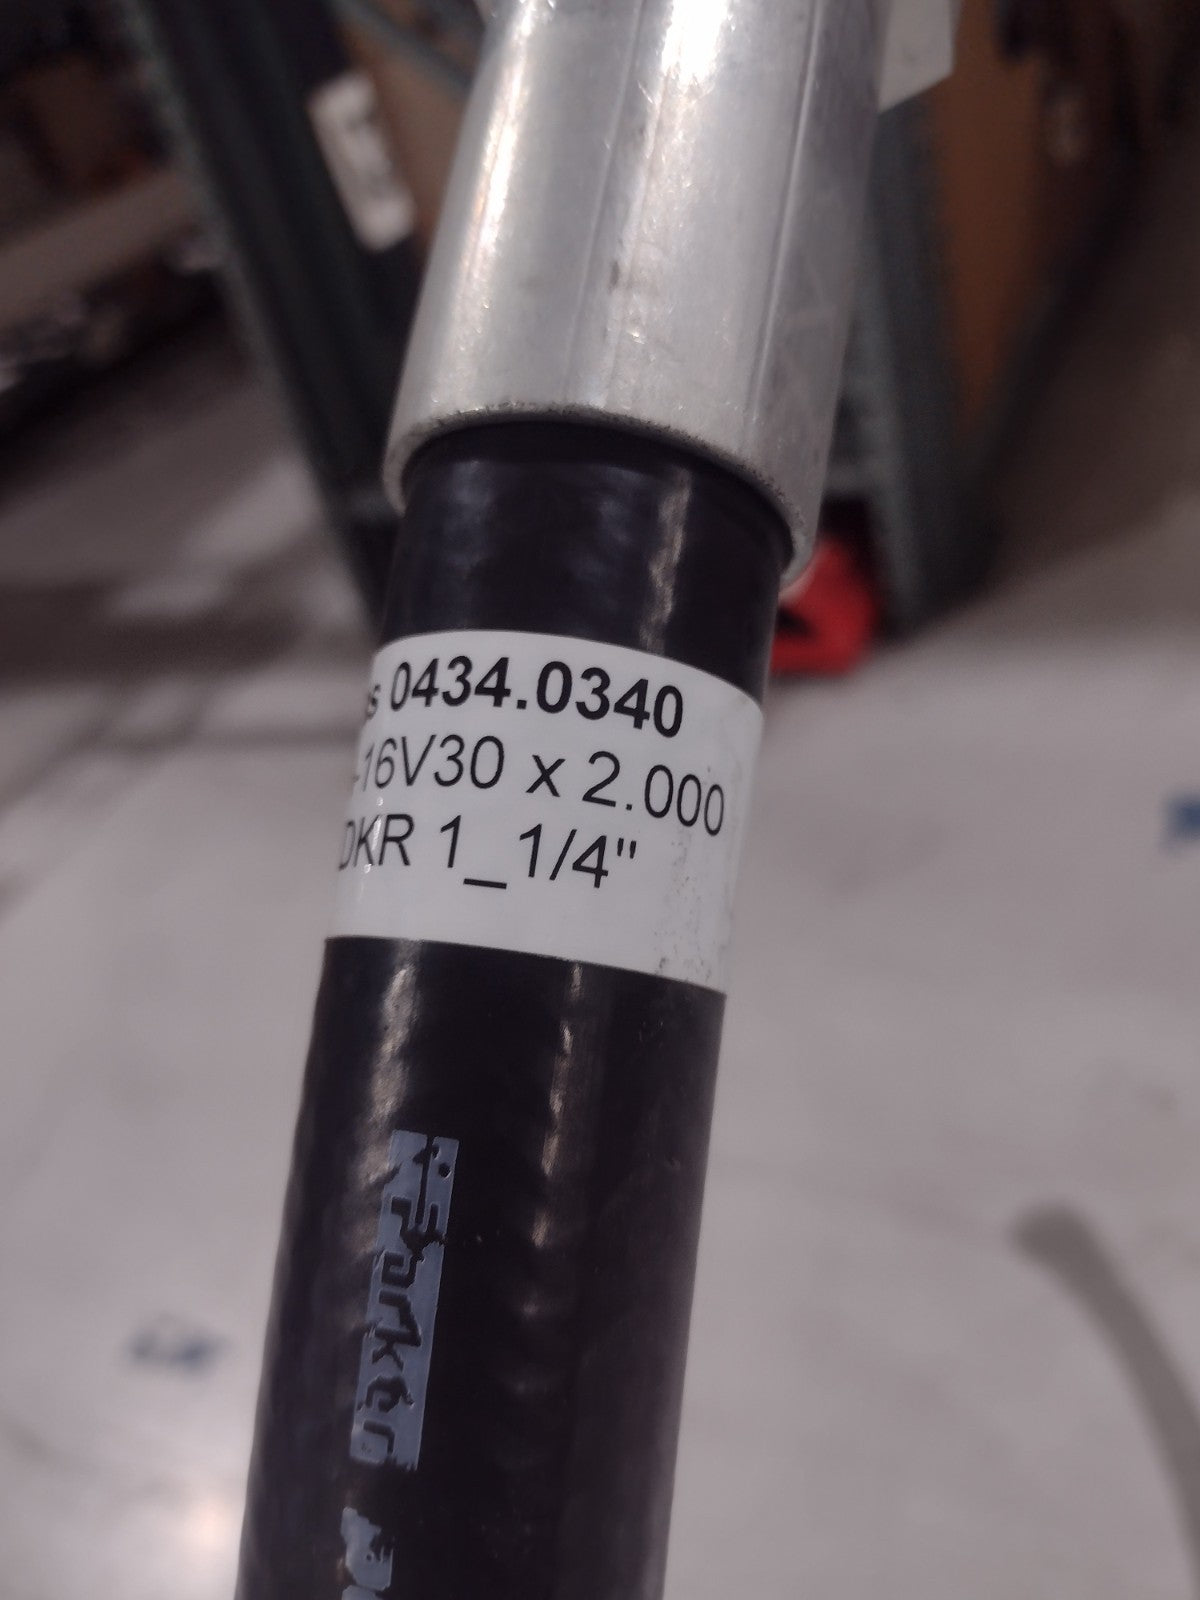 s 0434.0340
-16V30 x 2.000
DKR 1_1/4"
Parker